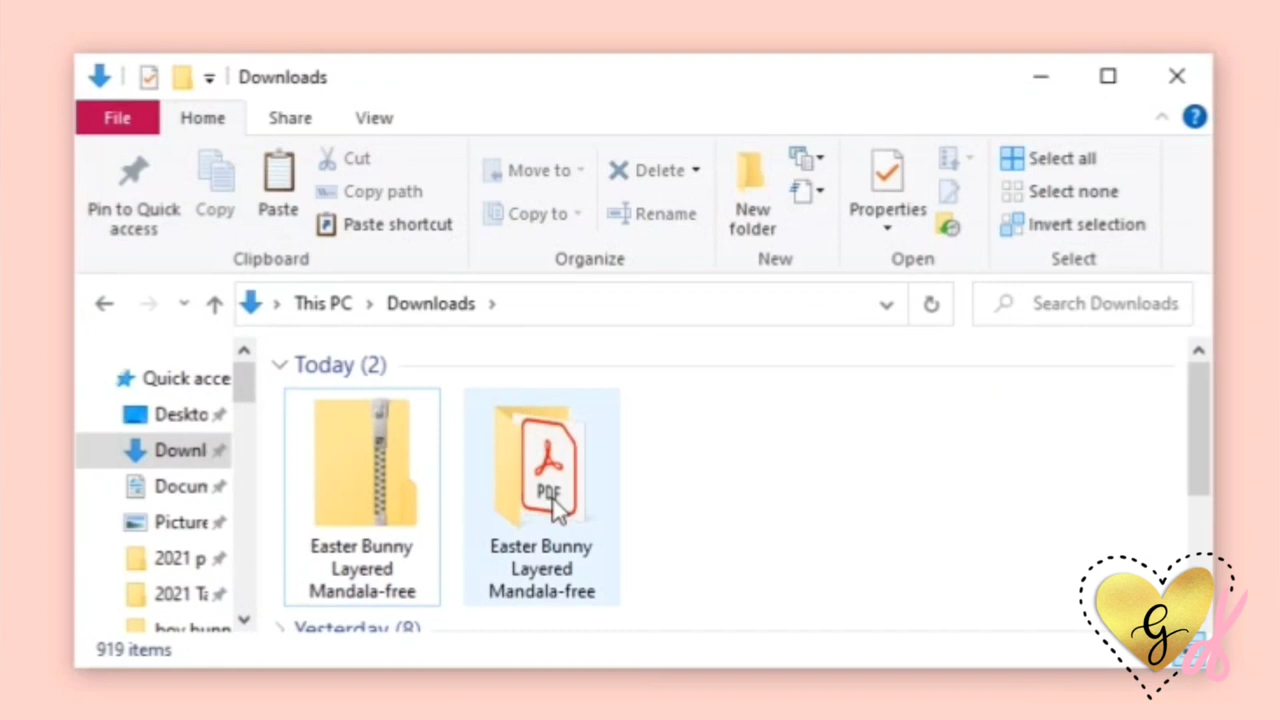 Downloads
File Home Share View
Pin to Quick access
Copy
Paste
Cut
Copy path
Paste shortcut
Clipboard
Move to
Copy to
Delete
Rename
Organize
New folder
New
Properties
Open
Select all
Select none
Invert selection
Select
This PC > Downloads >
Search Downloads
Quick acce
Deskto
Downl
Docun
Picture
2021 p
2021 Ta
boy bunn
Today (2)
PDF
Easter Bunny
Layered
Mandala-free
Easter Bunny
Layered
Mandala-free
Yesterday (8)
919 items
G